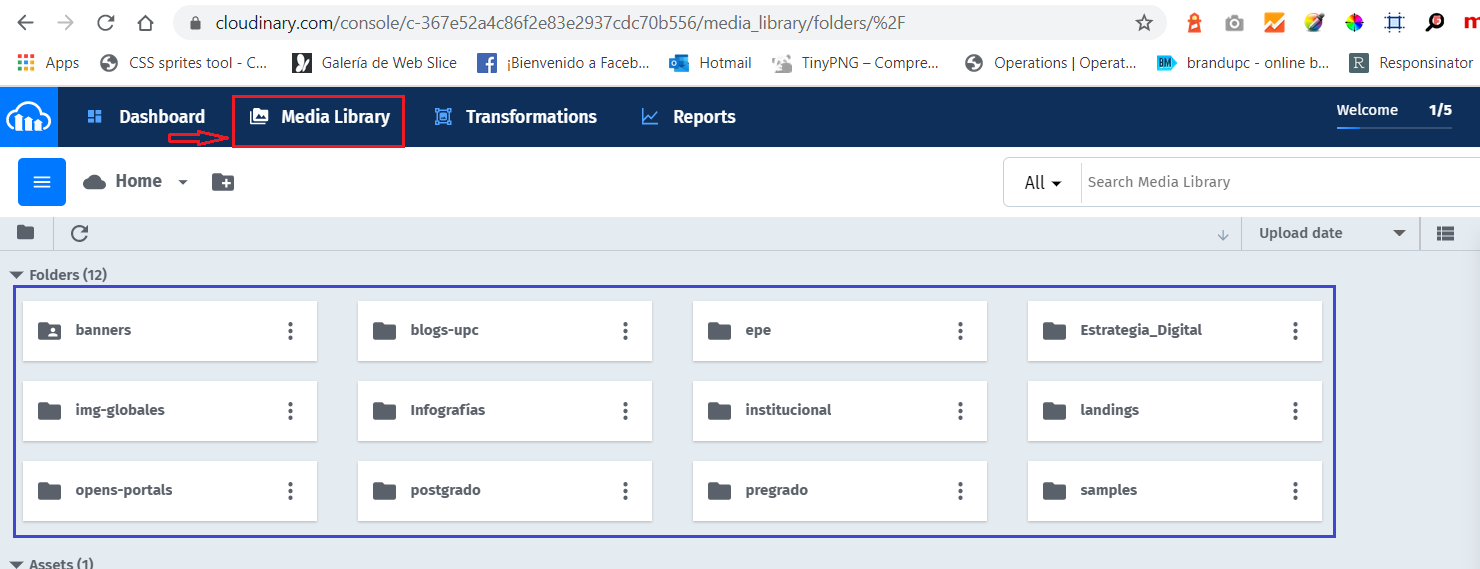 cloudinary.com/console/c-367e52a4c86f2e83e2937cdc70b556/media_library/folders/%2F
Apps CSS sprites tool - C... Galería de Web Slice ¡Bienvenido a Faceb... Hotmail TinyPNG – Compre... Operations | Operat... BM brandupc - online b... R Responsinator
Dashboard Media Library Transformations Reports Welcome 1/5
Home All Search Media Library
Upload date
Folders (12)
banners blogs-upc epe Estrategia_Digital
img-globales Infografías institucional landings
opens-portals postgrado pregrado samples
Assets (1)